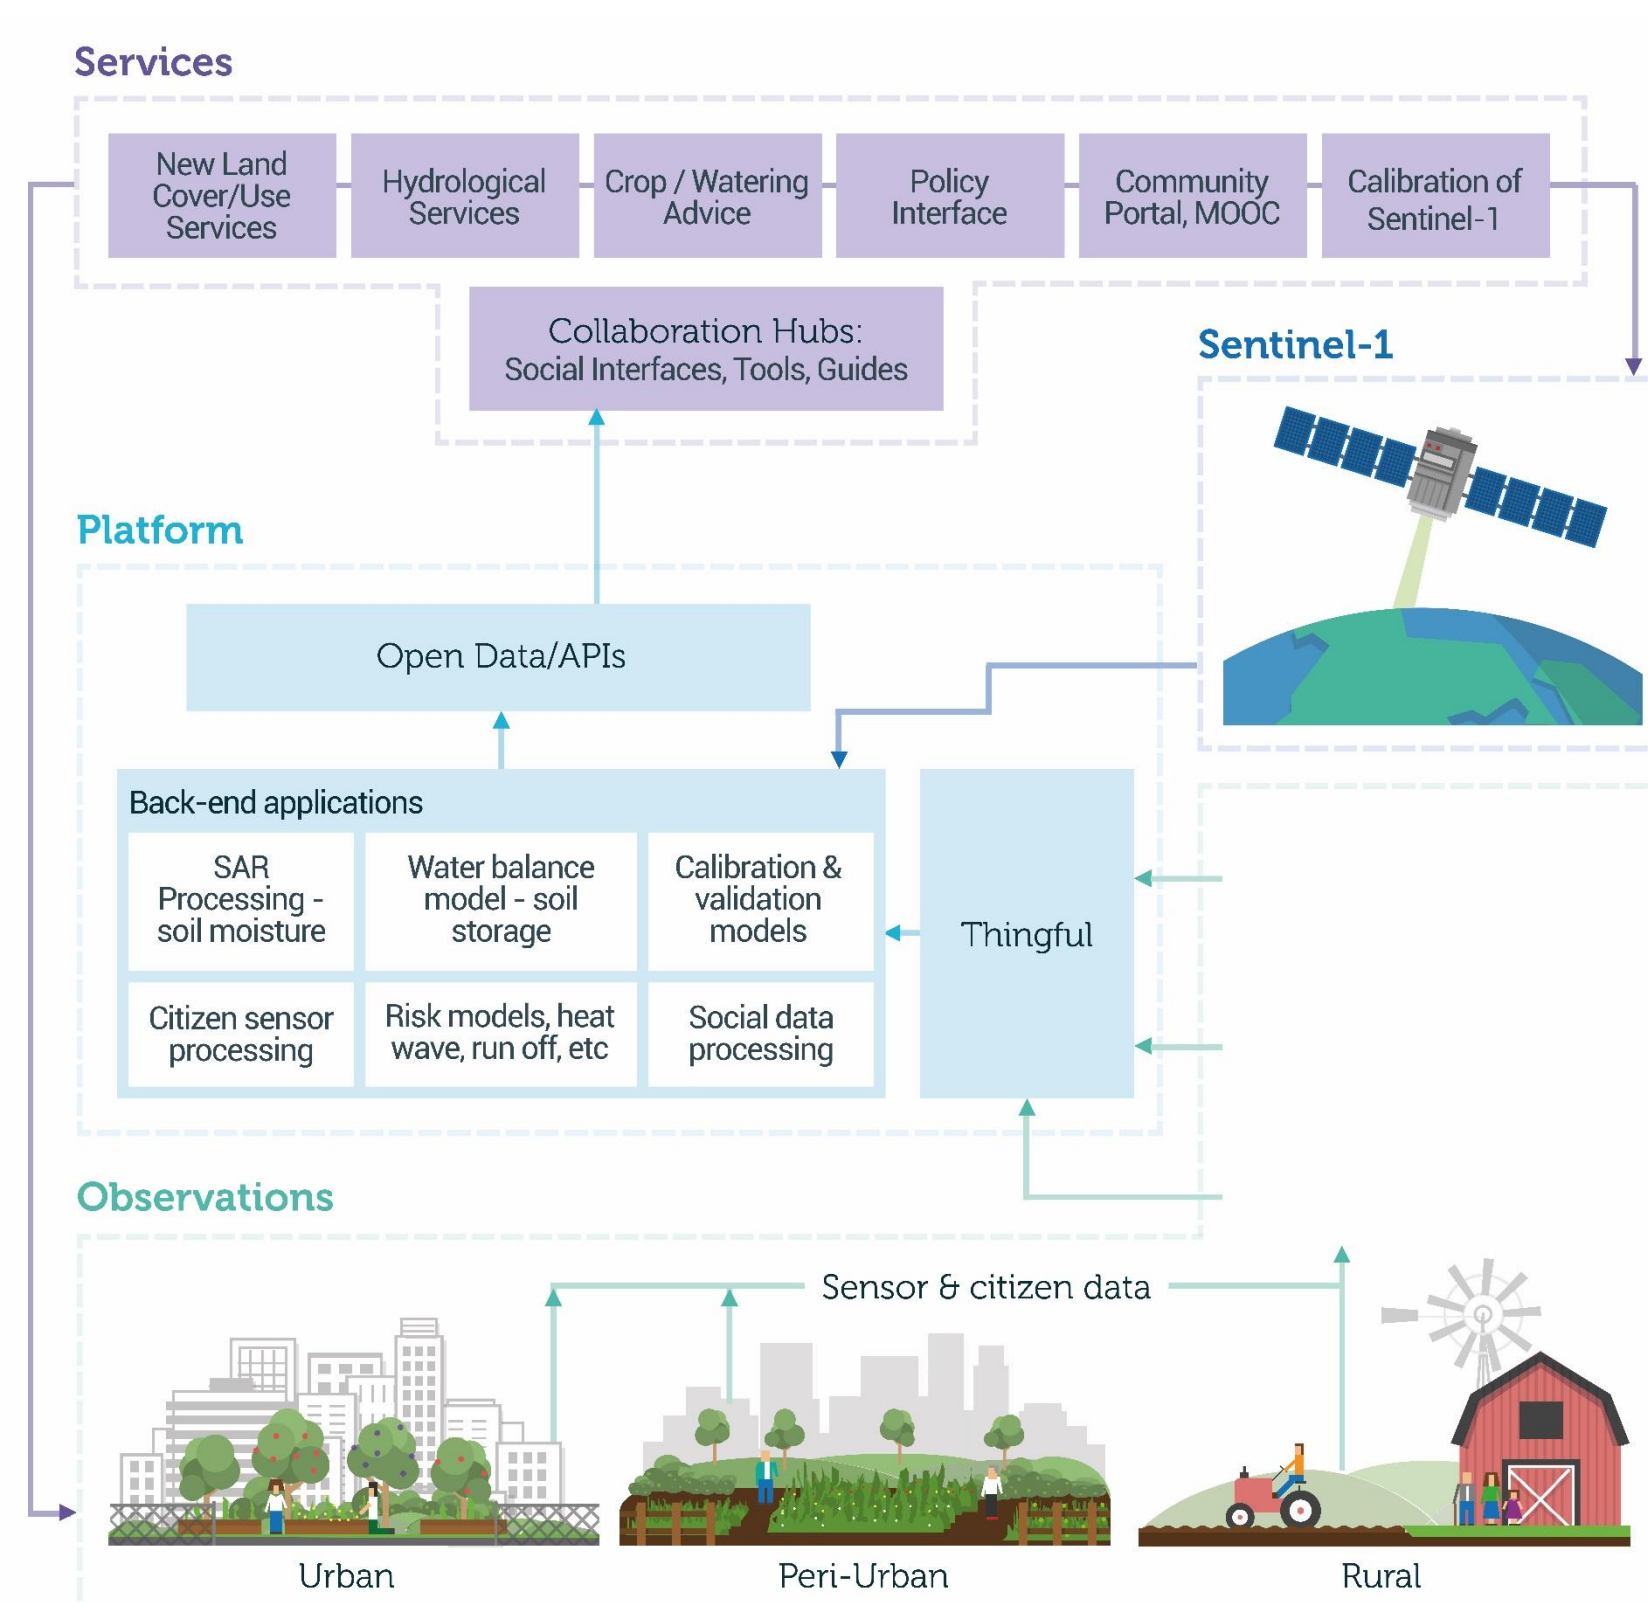 Services
New Land
Cover/Use
Services
Hydrological
Services
Crop / Watering
Advice
Policy
Interface
Community
Portal, MOOC
Calibration of
Sentinel-1
Collaboration Hubs:
Social Interfaces, Tools, Guides
Sentinel-1
Platform
Open Data/APIs
Back-end applications
SAR
Processing -
soil moisture
Water balance
model - soil
storage
Calibration &
validation
models
Citizen sensor
processing
Risk models, heat
wave, run off, etc
Social data
processing
Thingful
Observations
Sensor & citizen data
Urban
Peri-Urban
Rural